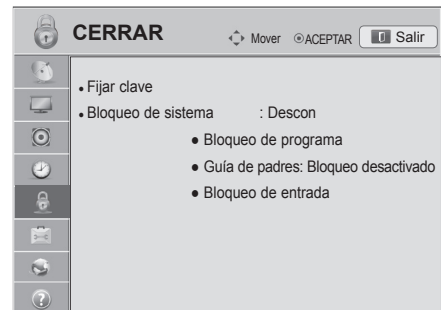 CERRAR
Mover ACEPTAR Salir
• Fijar clave
• Bloqueo de sistema : Descon
● Bloqueo de programa
● Guía de padres: Bloqueo desactivado
● Bloqueo de entrada